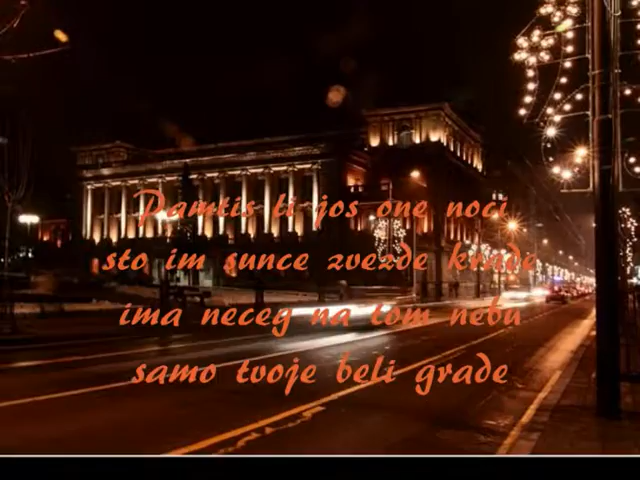 Pamtis li jos one noci
sto im sunce zvezde krade
ima neceg na tom nebu
samo tvoje beli grade